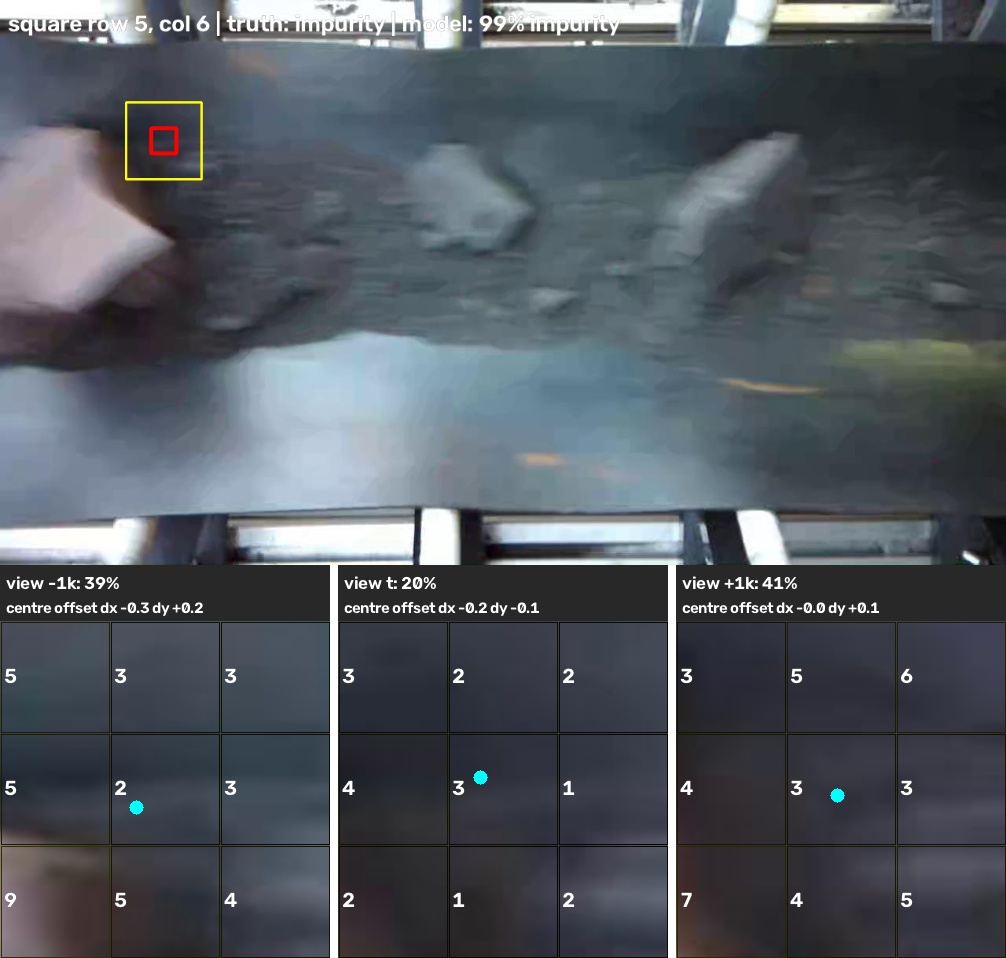 square row 5, col 6 | truth: impurity | model: 99% impurity
view -1k: 39%
centre offset dx -0.3 dy +0.2
5 3 3
5 2 3
9 5 4
view t: 20%
centre offset dx -0.2 dy -0.1
3 2 2
4 3 1
2 1 2
view +1k: 41%
centre offset dx -0.0 dy +0.1
3 5 6
4 3 3
7 4 5